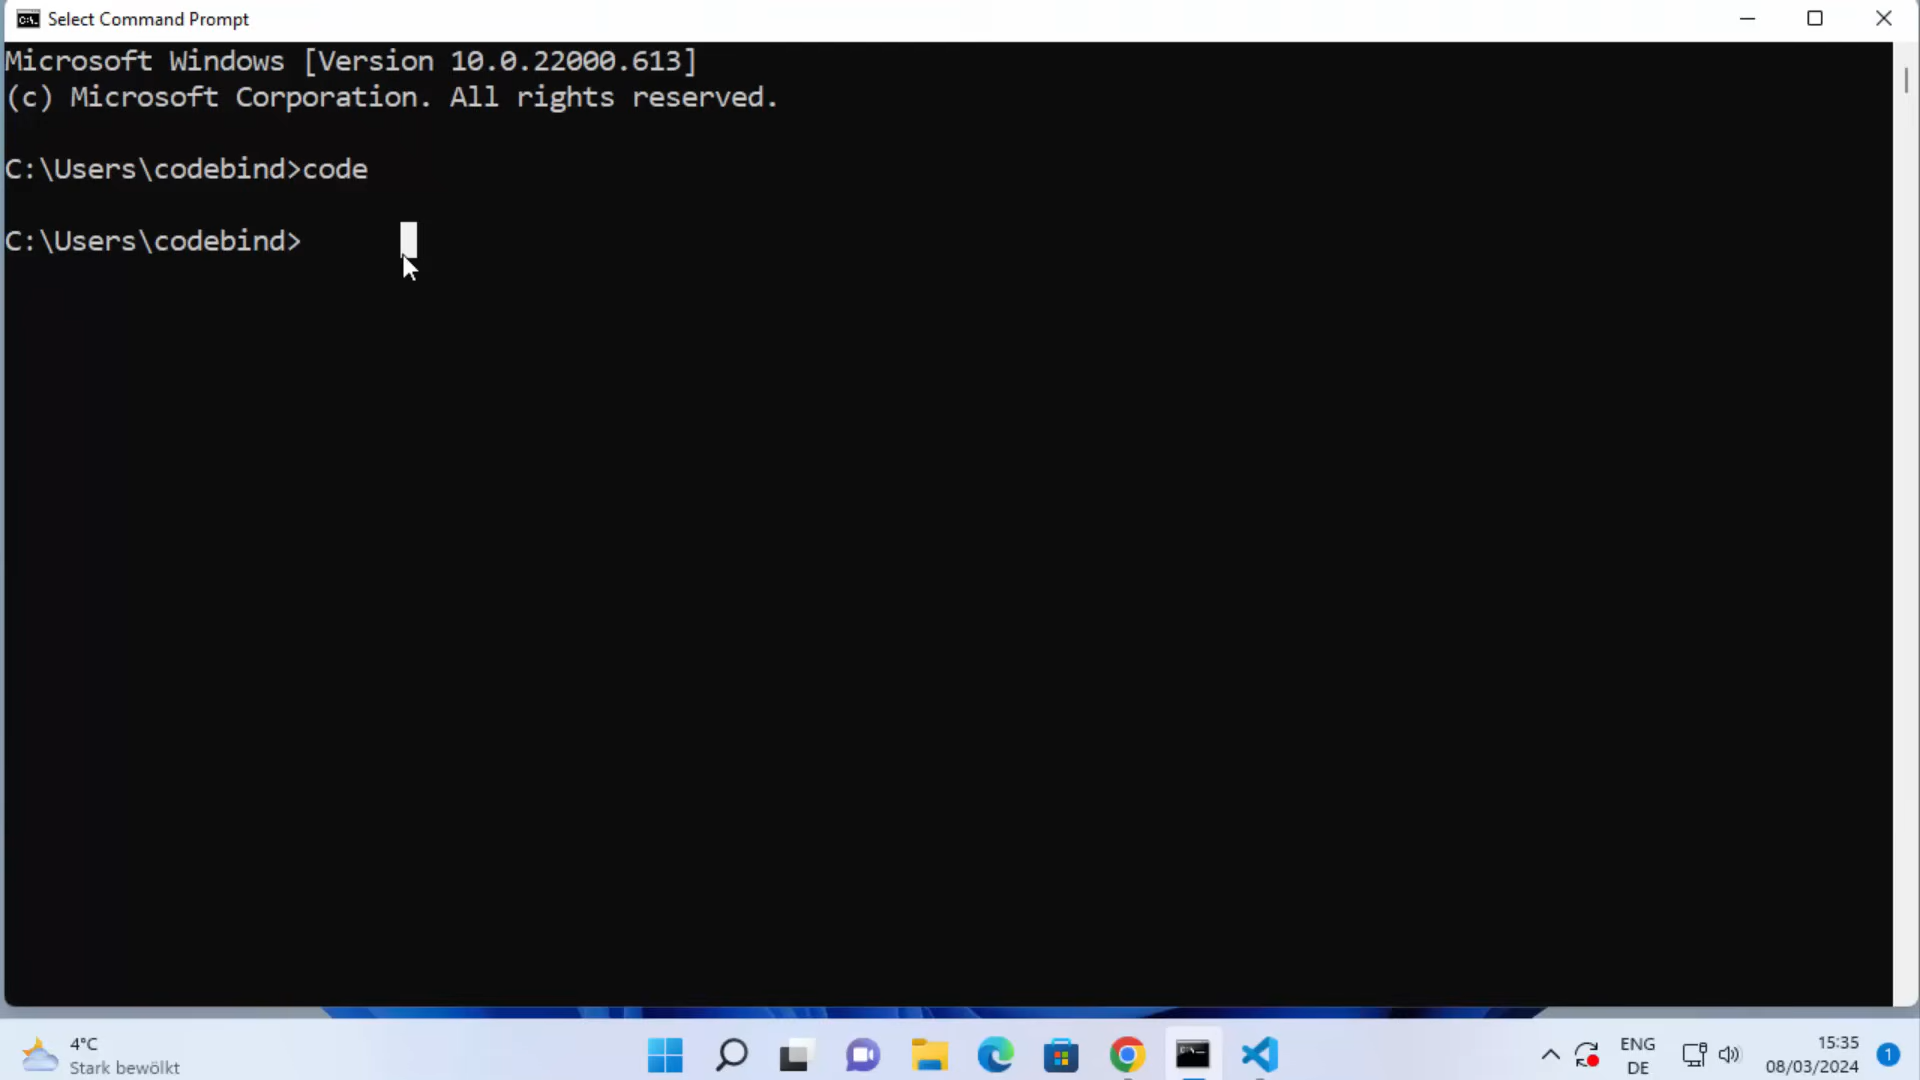 Select Command Prompt
Microsoft Windows [Version 10.0.22000.613]
(c) Microsoft Corporation. All rights reserved.
C:\Users\codebind>code
C:\Users\codebind>
4°C
Stark bewölkt
ENG
DE
15:35
08/03/2024
1